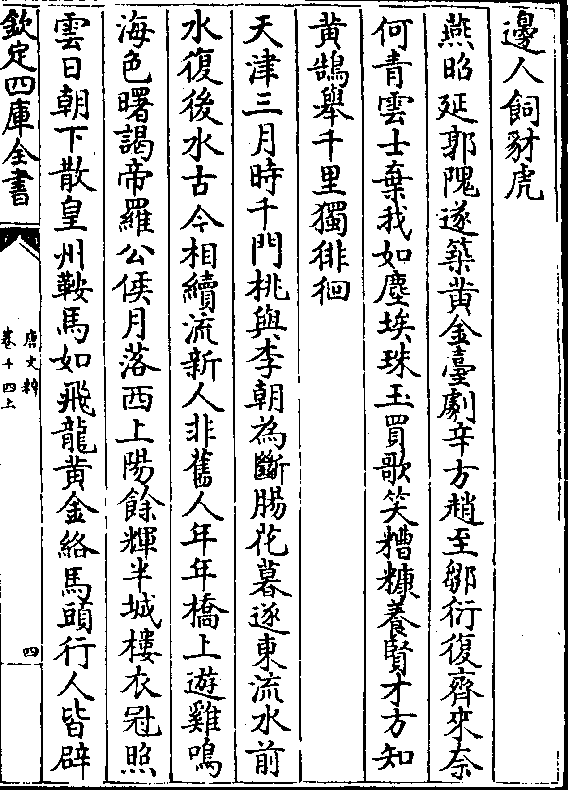 邊人飼豺虎
燕昭延郭隗遂築黄金臺劇辛方趙至鄒衍復齊來奈
何青雲士棄我如塵埃珠玉買歌笑糟糠養賢才方知
黄鵠舉千里獨徘徊
天津三月時千門桃與李朝為斷腸花暮逐東流水前
水復後水古今相續流新人非舊人年年橋上遊雞鳴
海色曙謁帝羅公侯月落西上陽餘輝半城樓衣冠照
雲日朝下散皇州鞍馬如飛龍黄金絡馬頭行人皆辟
欽定四庫全書
唐文粹
卷十四上
四